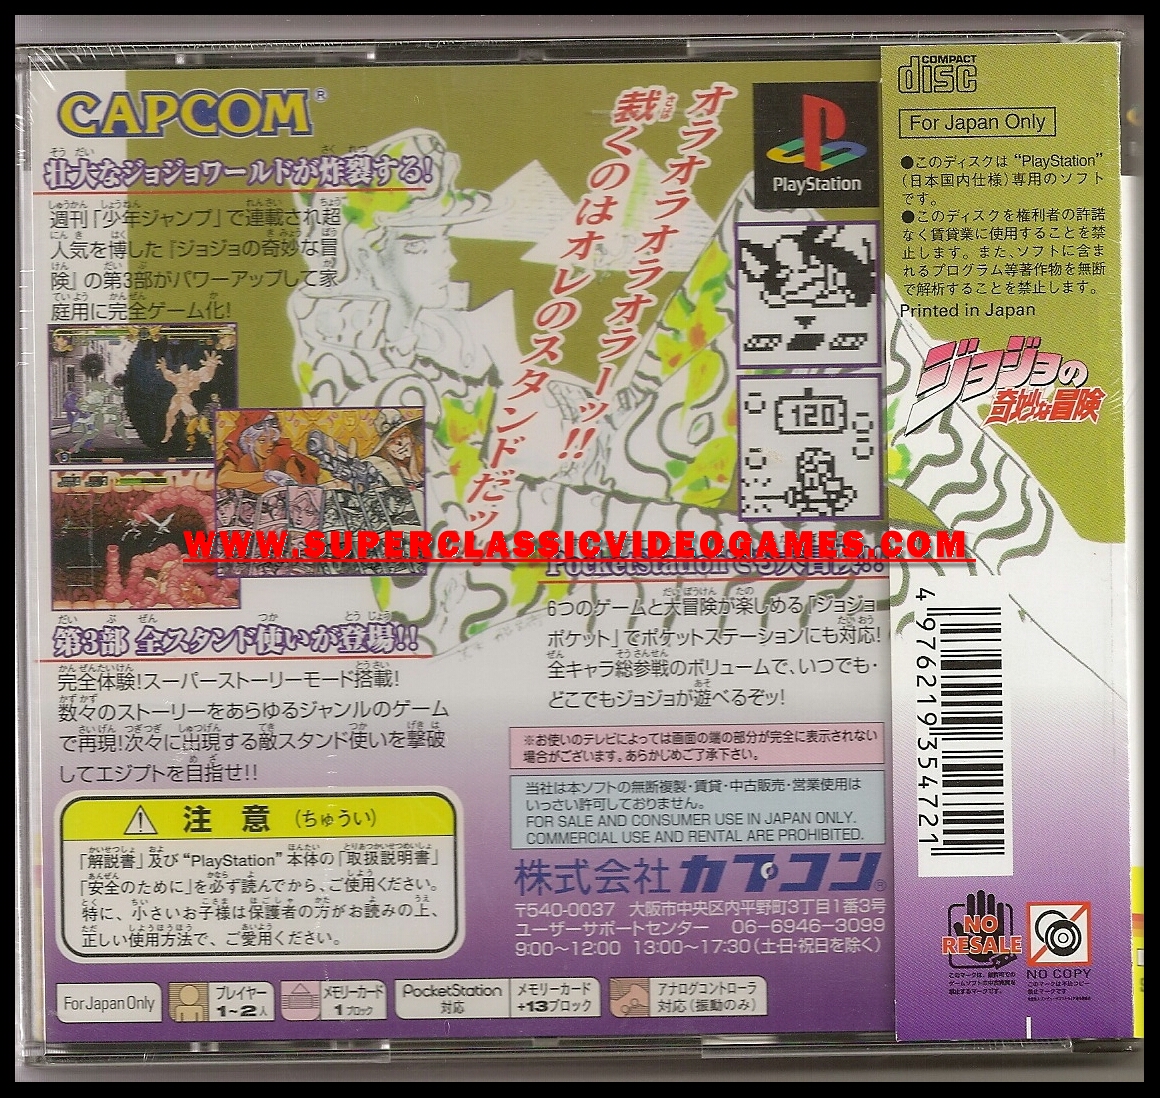 CAPCOM®
壮大なジョジョワールドが炸裂する!
週刊「少年ジャンプ」で連載され超
人気を博した『ジョジョの奇妙な冒
険』の第3部がパワーアップして家
庭用に完全ゲーム化!
オラオラオラオラーッ!!
裁くのはオレのスタンドだッ
PlayStation
120
WWW.SUPERCLASSICVIDEOGAMES.COM
PocketStationでも大冒険!!
6つのゲームと大冒険が楽しめる「ジョジョ
ポケット」でポケットステーションにも対応!
全キャラ総参戦のボリュームで、いつでも・
どこでもジョジョが遊べるぞッ!
第3部 全スタンド使いが登場!!
完全体験!スーパーストーリーモード搭載!
数々のストーリーをあらゆるジャンルのゲーム
で再現!次々に出現する敵スタンド使いを撃破
してエジプトを目指せ!!
注意(ちゅうい)
「解説書」及び“PlayStation”本体の「取扱説明書」
「安全のために」を必ず読んでから、ご使用ください。
特に、小さいお子様は保護者の方がお読みの上、
正しい使用方法で、ご愛用ください。
※お使いのテレビによっては画面の端の部分が完全に表示されない
場合がございます。あらかじめご了承下さい。
当社は本ソフトの無断複製・賃貸・中古販売・営業使用は
いっさい許可しておりません。
FOR SALE AND CONSUMER USE IN JAPAN ONLY.
COMMERCIAL USE AND RENTAL ARE PROHIBITED.
株式会社カプコン®
〒540-0037 大阪市中央区内平野町3丁目1番3号
ユーザーサポートセンター 06-6946-3099
9:00～12:00 13:00～17:30(土・日・祝日を除く)
For Japan Only
プレイヤー
1~2人
メモリーカード
1ブロック
PocketStation
対応
メモリーカード
+13ブロック
アナログコントローラ
対応(振動のみ)
COMPACT
disc
For Japan Only
●このディスクは“PlayStation”
(日本国内仕様)専用のソフト
です。
●このディスクを権利者の許諾
なく賃貸業に使用することを禁
止します。また、ソフトに含ま
れるプログラム等著作物を無断
で解析することを禁止します。
Printed in Japan
ジョジョの
奇妙な冒険
4 976219 354721
NO
RESALE
NO COPY